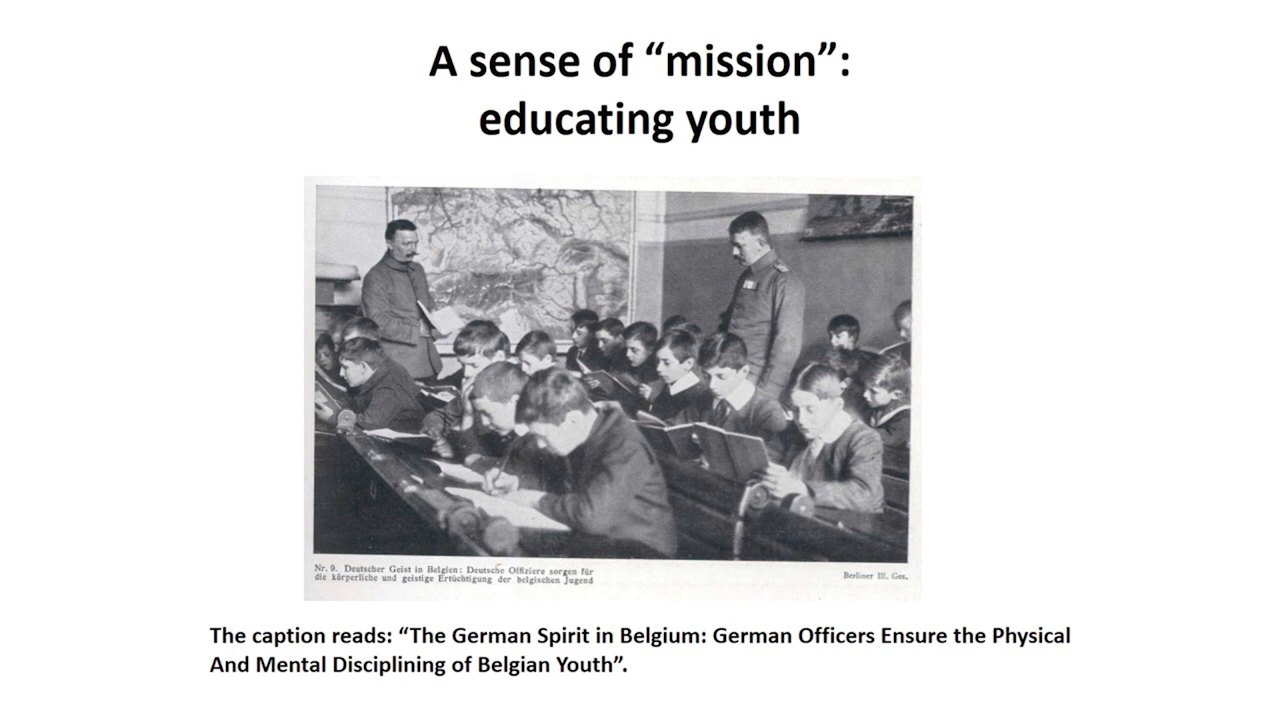 A sense of “mission”:
educating youth
Nr. 9. Deutscher Geist in Belgien: Deutsche Offiziere sorgen für
die körperliche und geistige Ertüchtigung der belgischen Jugend
Berliner Ill. Ges.
The caption reads: “The German Spirit in Belgium: German Officers Ensure the Physical
And Mental Disciplining of Belgian Youth”.